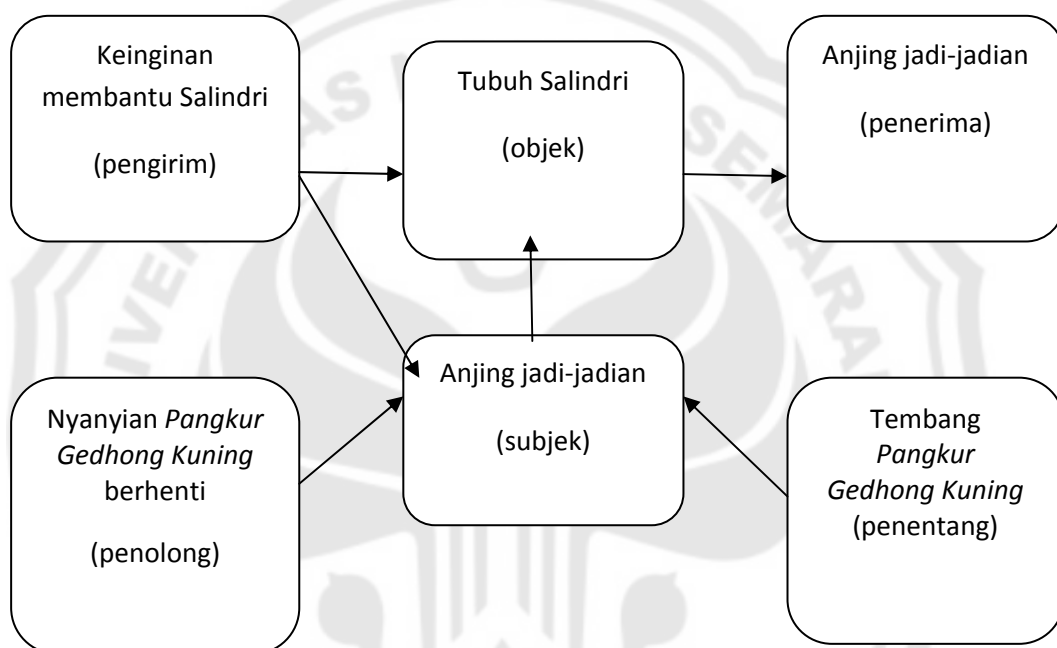 Keinginan
membantu Salindri
(pengirim)
Tubuh Salindri
(objek)
Anjing jadi-jadian
(penerima)
Nyanyian Pangkur
Gedhong Kuning
berhenti
(penolong)
Anjing jadi-jadian
(subjek)
Tembang
Pangkur
Gedhong Kuning
(penentang)